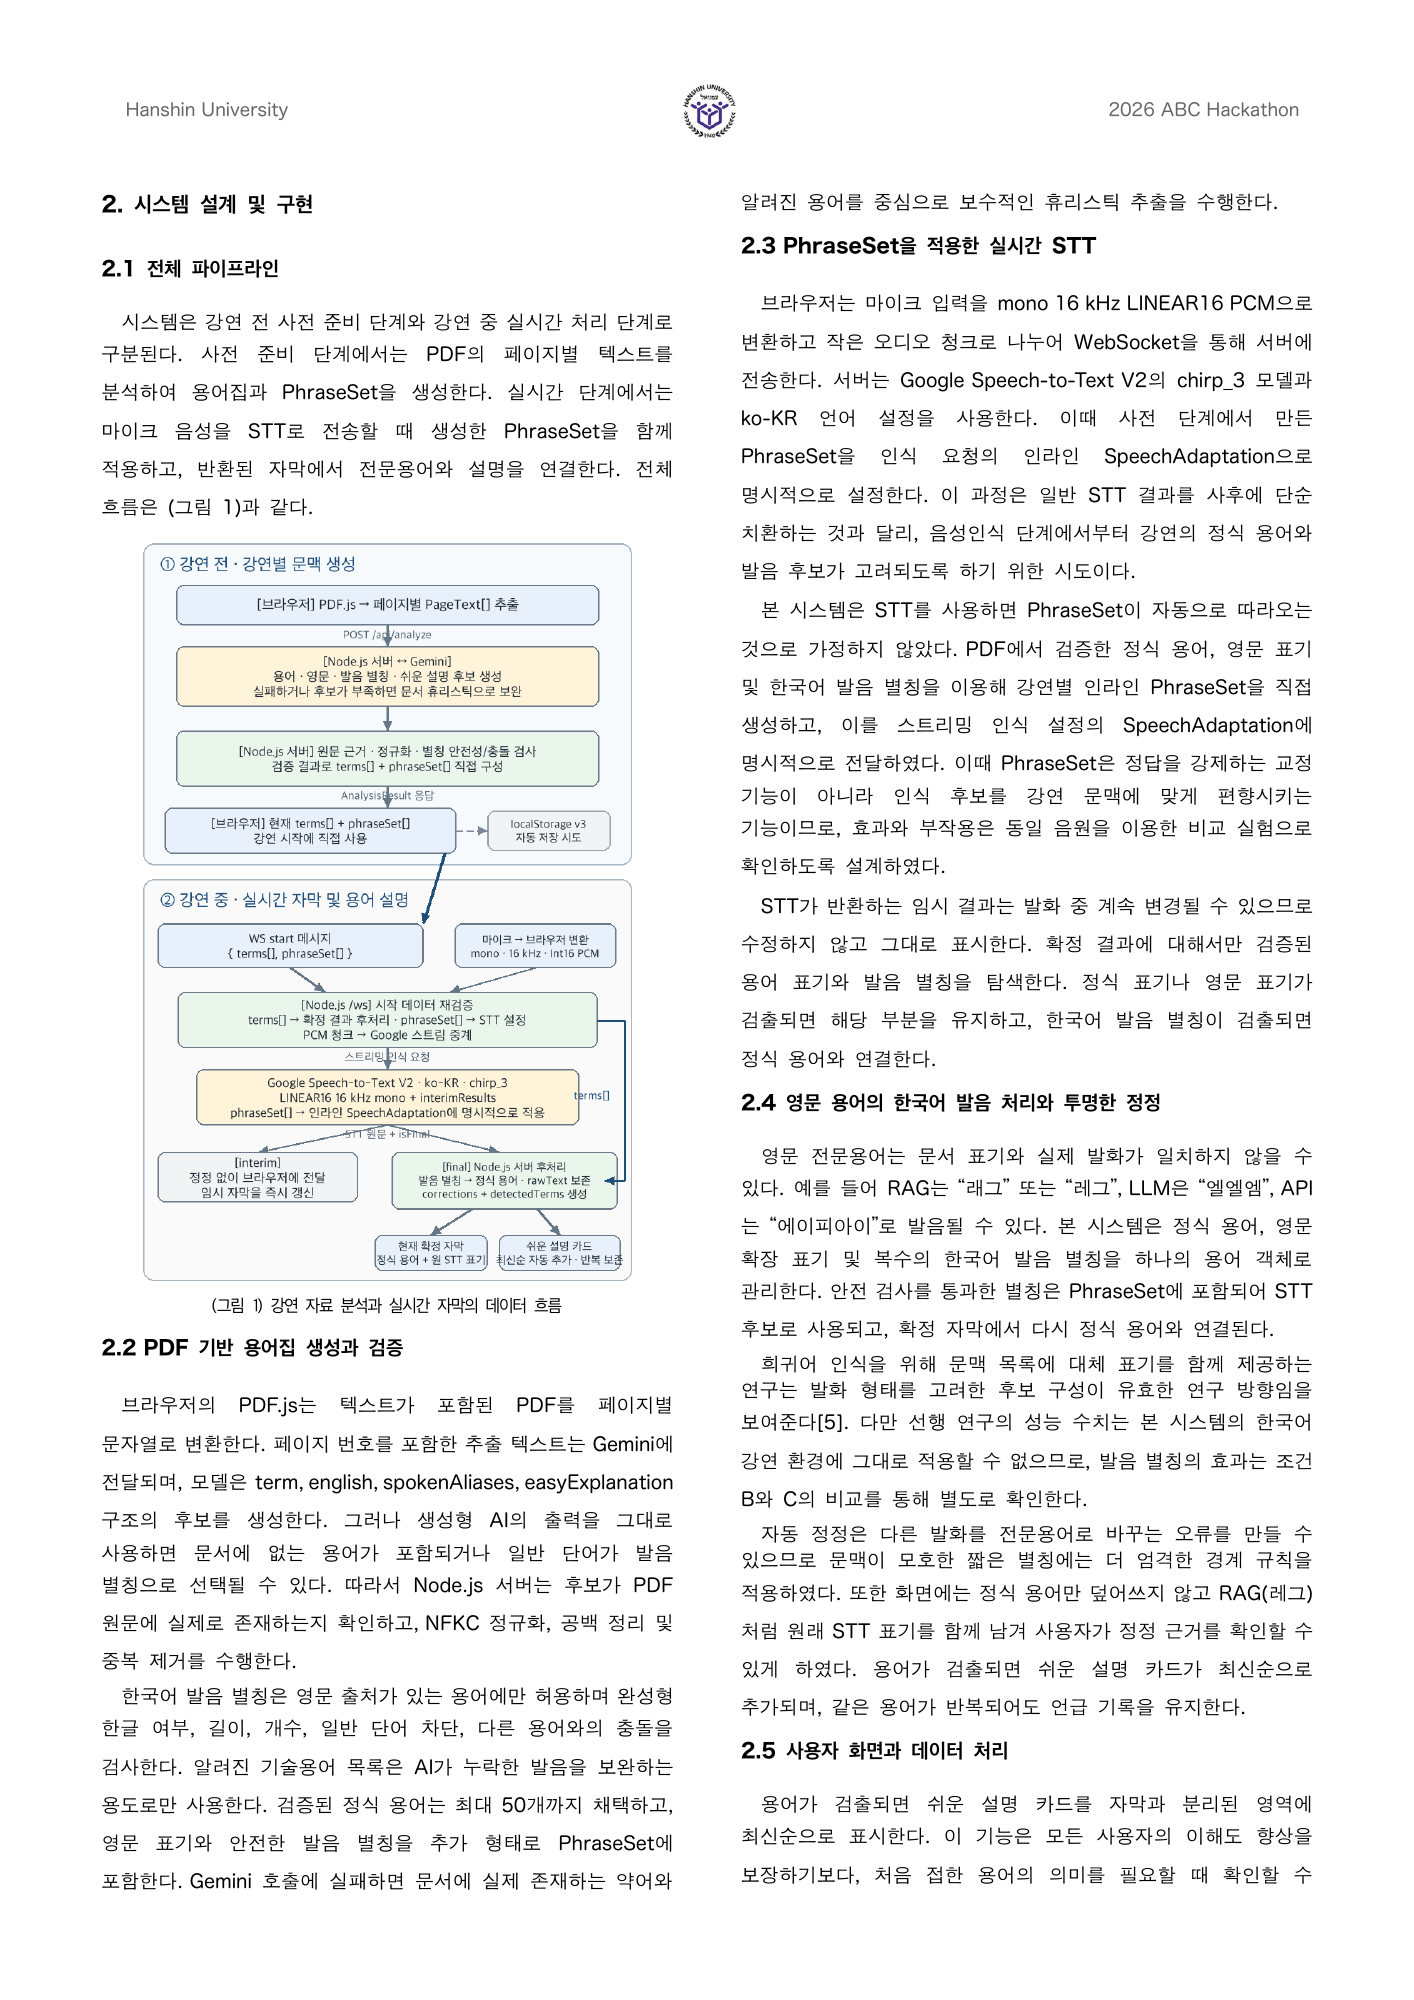 Hanshin University
HANSHIN UNIVERSITY
1940
2026 ABC Hackathon
2. 시스템 설계 및 구현
2.1 전체 파이프라인
시스템은 강연 전 사전 준비 단계와 강연 중 실시간 처리 단계로
구분된다. 사전 준비 단계에서는 PDF의 페이지별 텍스트를
분석하여 용어집과 PhraseSet을 생성한다. 실시간 단계에서는
마이크 음성을 STT로 전송할 때 생성한 PhraseSet을 함께
적용하고, 반환된 자막에서 전문용어와 설명을 연결한다. 전체
흐름은 (그림 1)과 같다.
① 강연 전 · 강연별 문맥 생성
[브라우저] PDF.js → 페이지별 PageText[] 추출
POST /api/analyze
[Node.js 서버 ↔ Gemini]
용어 · 영문 · 발음 별칭 · 쉬운 설명 후보 생성
실패하거나 후보가 부족하면 문서 휴리스틱으로 보완
[Node.js 서버] 원문 근거 · 정규화 · 별칭 안전성/충돌 검사
검증 결과로 terms[] + phraseSet[] 직접 구성
AnalysisResult 응답
[브라우저] 현재 terms[] + phraseSet[]
강연 시작에 직접 사용
localStorage v3
자동 저장 시도
② 강연 중 · 실시간 자막 및 용어 설명
WS start 메시지
{ terms[], phraseSet[] }
마이크 → 브라우저 변환
mono · 16 kHz · Int16 PCM
[Node.js /ws] 시작 데이터 재검증
terms[] → 확정 결과 후처리 · phraseSet[] → STT 설정
PCM 청크 → Google 스트림 중계
스트리밍 인식 요청
Google Speech-to-Text V2 · ko-KR · chirp_3
LINEAR16 16 kHz mono + interimResults
phraseSet[] → 인라인 SpeechAdaptation에 명시적으로 적용
terms[]
STT 원문 + isFinal
[interim]
정정 없이 브라우저에 전달
임시 자막을 즉시 갱신
[final] Node.js 서버 후처리
발음 별칭 → 정식 용어 · rawText 보존
corrections + detectedTerms 생성
현재 확정 자막
정식 용어 + 원 STT 표기
쉬운 설명 카드
최신순 자동 추가 · 반복 보존
(그림 1) 강연 자료 분석과 실시간 자막의 데이터 흐름
2.2 PDF 기반 용어집 생성과 검증
브라우저의 PDF.js는 텍스트가 포함된 PDF를 페이지별
문자열로 변환한다. 페이지 번호를 포함한 추출 텍스트는 Gemini에
전달되며, 모델은 term, english, spokenAliases, easyExplanation
구조의 후보를 생성한다. 그러나 생성형 AI의 출력을 그대로
사용하면 문서에 없는 용어가 포함되거나 일반 단어가 발음
별칭으로 선택될 수 있다. 따라서 Node.js 서버는 후보가 PDF
원문에 실제로 존재하는지 확인하고, NFKC 정규화, 공백 정리 및
중복 제거를 수행한다.
한국어 발음 별칭은 영문 출처가 있는 용어에만 허용하며 완성형
한글 여부, 길이, 개수, 일반 단어 차단, 다른 용어와의 충돌을
검사한다. 알려진 기술용어 목록은 AI가 누락한 발음을 보완하는
용도로만 사용한다. 검증된 정식 용어는 최대 50개까지 채택하고,
영문 표기와 안전한 발음 별칭을 추가 형태로 PhraseSet에
포함한다. Gemini 호출에 실패하면 문서에 실제 존재하는 약어와
알려진 용어를 중심으로 보수적인 휴리스틱 추출을 수행한다.
2.3 PhraseSet을 적용한 실시간 STT
브라우저는 마이크 입력을 mono 16 kHz LINEAR16 PCM으로
변환하고 작은 오디오 청크로 나누어 WebSocket을 통해 서버에
전송한다. 서버는 Google Speech-to-Text V2의 chirp_3 모델과
ko-KR 언어 설정을 사용한다. 이때 사전 단계에서 만든
PhraseSet을 인식 요청의 인라인 SpeechAdaptation으로
명시적으로 설정한다. 이 과정은 일반 STT 결과를 사후에 단순
치환하는 것과 달리, 음성인식 단계에서부터 강연의 정식 용어와
발음 후보가 고려되도록 하기 위한 시도이다.
본 시스템은 STT를 사용하면 PhraseSet이 자동으로 따라오는
것으로 가정하지 않았다. PDF에서 검증한 정식 용어, 영문 표기
및 한국어 발음 별칭을 이용해 강연별 인라인 PhraseSet을 직접
생성하고, 이를 스트리밍 인식 설정의 SpeechAdaptation에
명시적으로 전달하였다. 이때 PhraseSet은 정답을 강제하는 교정
기능이 아니라 인식 후보를 강연 문맥에 맞게 편향시키는
기능이므로, 효과와 부작용은 동일 음원을 이용한 비교 실험으로
확인하도록 설계하였다.
STT가 반환하는 임시 결과는 발화 중 계속 변경될 수 있으므로
수정하지 않고 그대로 표시한다. 확정 결과에 대해서만 검증된
용어 표기와 발음 별칭을 탐색한다. 정식 표기나 영문 표기가
검출되면 해당 부분을 유지하고, 한국어 발음 별칭이 검출되면
정식 용어와 연결한다.
2.4 영문 용어의 한국어 발음 처리와 투명한 정정
영문 전문용어는 문서 표기와 실제 발화가 일치하지 않을 수
있다. 예를 들어 RAG는 “래그” 또는 “레그”, LLM은 “엘엘엠”, API
는 “에이피아이”로 발음될 수 있다. 본 시스템은 정식 용어, 영문
확장 표기 및 복수의 한국어 발음 별칭을 하나의 용어 객체로
관리한다. 안전 검사를 통과한 별칭은 PhraseSet에 포함되어 STT
후보로 사용되고, 확정 자막에서 다시 정식 용어와 연결된다.
희귀어 인식을 위해 문맥 목록에 대체 표기를 함께 제공하는
연구는 발화 형태를 고려한 후보 구성이 유효한 연구 방향임을
보여준다[5]. 다만 선행 연구의 성능 수치는 본 시스템의 한국어
강연 환경에 그대로 적용할 수 없으므로, 발음 별칭의 효과는 조건
B와 C의 비교를 통해 별도로 확인한다.
자동 정정은 다른 발화를 전문용어로 바꾸는 오류를 만들 수
있으므로 문맥이 모호한 짧은 별칭에는 더 엄격한 경계 규칙을
적용하였다. 또한 화면에는 정식 용어만 덮어쓰지 않고 RAG(레그)
처럼 원래 STT 표기를 함께 남겨 사용자가 정정 근거를 확인할 수
있게 하였다. 용어가 검출되면 쉬운 설명 카드가 최신순으로
추가되며, 같은 용어가 반복되어도 언급 기록을 유지한다.
2.5 사용자 화면과 데이터 처리
용어가 검출되면 쉬운 설명 카드를 자막과 분리된 영역에
최신순으로 표시한다. 이 기능은 모든 사용자의 이해도 향상을
보장하기보다, 처음 접한 용어의 의미를 필요할 때 확인할 수